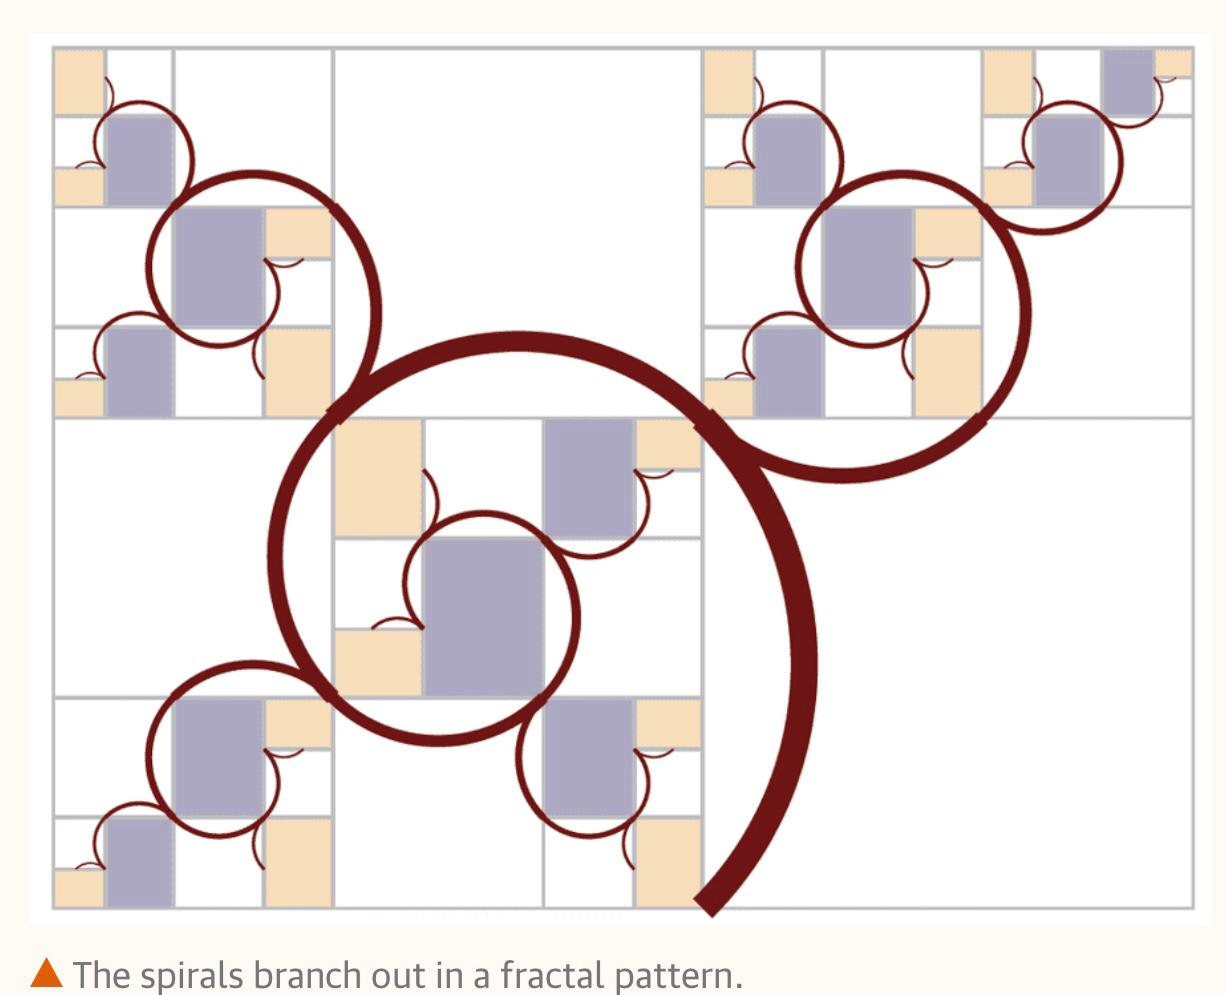 The spirals branch out in a fractal pattern.